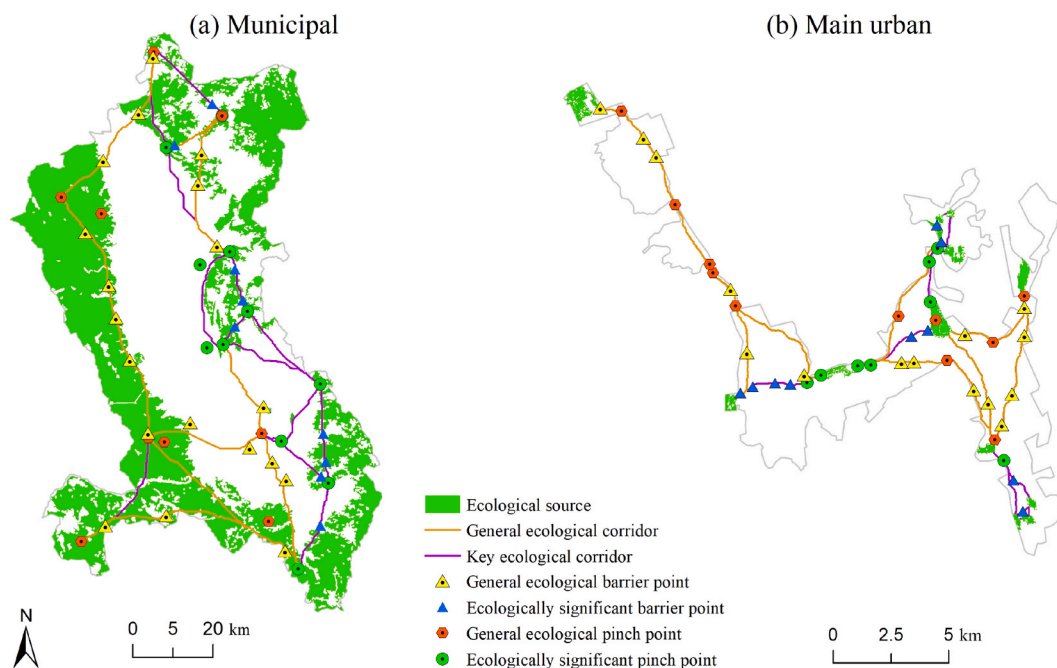 (a) Municipal
(b) Main urban
Ecological source
General ecological corridor
Key ecological corridor
General ecological barrier point
Ecologically significant barrier point
General ecological pinch point
Ecologically significant pinch point
N
0 5 10 20 km
0 2.5 5 km